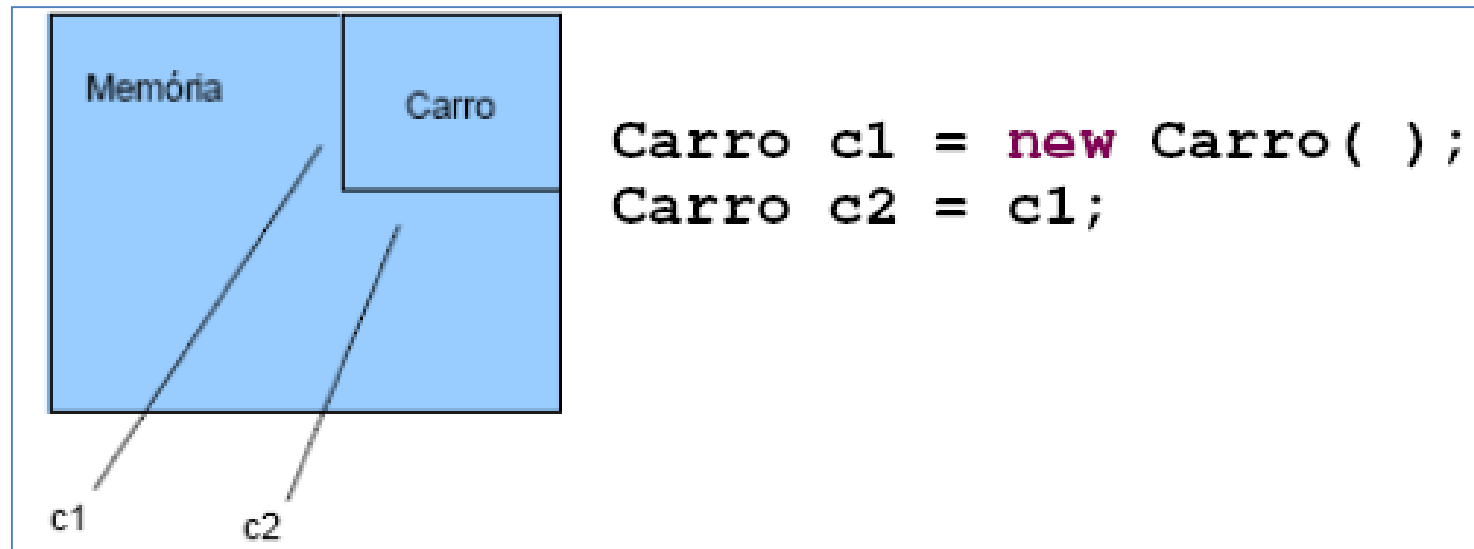 Memória
Carro
Carro c1 = new Carro( );
Carro c2 = c1;
c1
c2